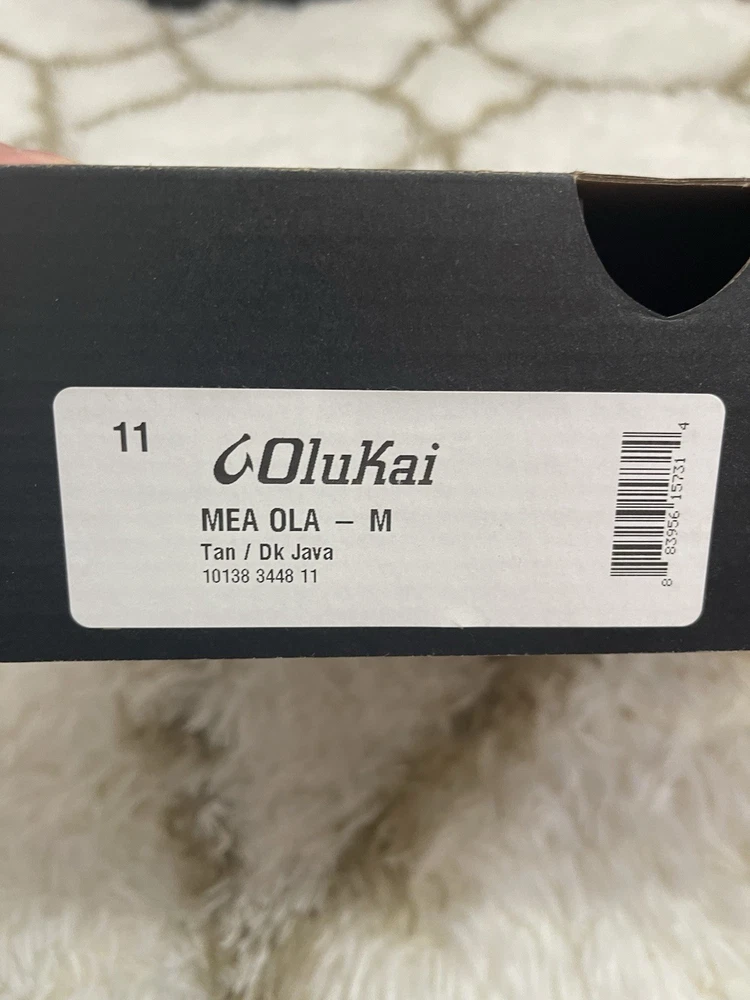 11
OluKai
MEA OLA – M
Tan / Dk Java
10138 3448 11
8 83956 15731 4